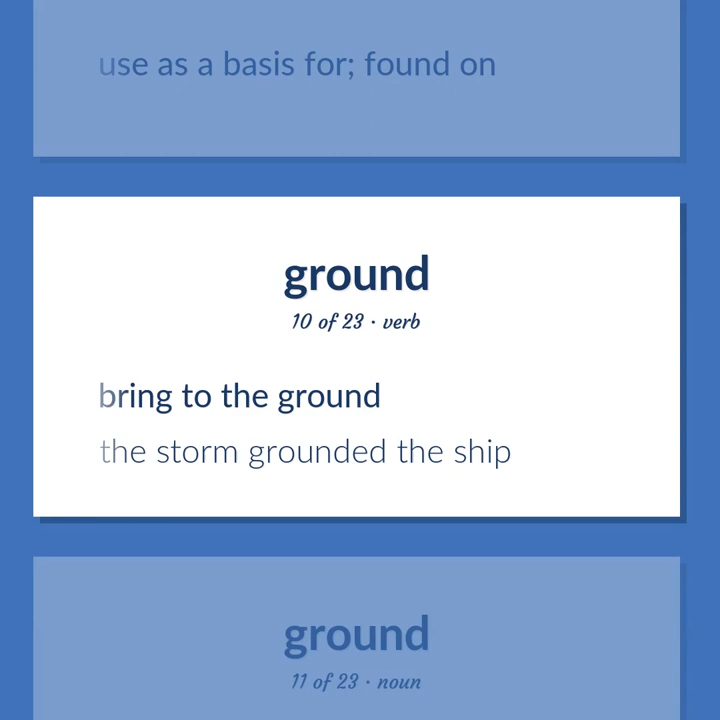 use as a basis for; found on
ground
10 of 23 · verb
bring to the ground
the storm grounded the ship
ground
11 of 23 · noun